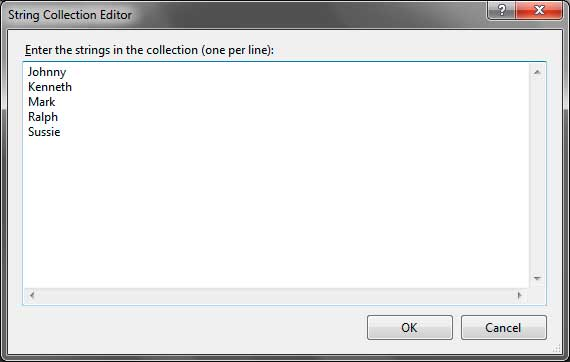 String Collection Editor
?
Enter the strings in the collection (one per line):
Johnny
Kenneth
Mark
Ralph
Sussie
OK Cancel